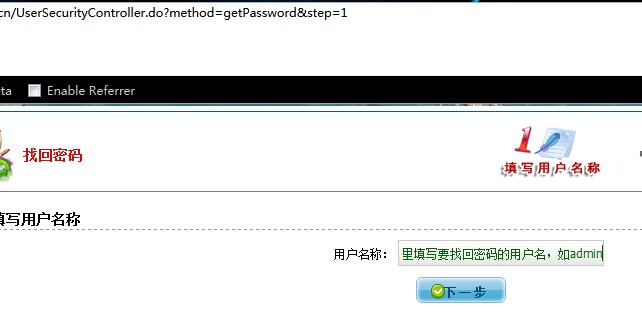 cn/UserSecurityController.do?method=getPassword&step=1
ta Enable Referrer
找回密码
1
填写用户名称
填写用户名称
用户名称： 里填写要找回密码的用户名，如admin
下一步